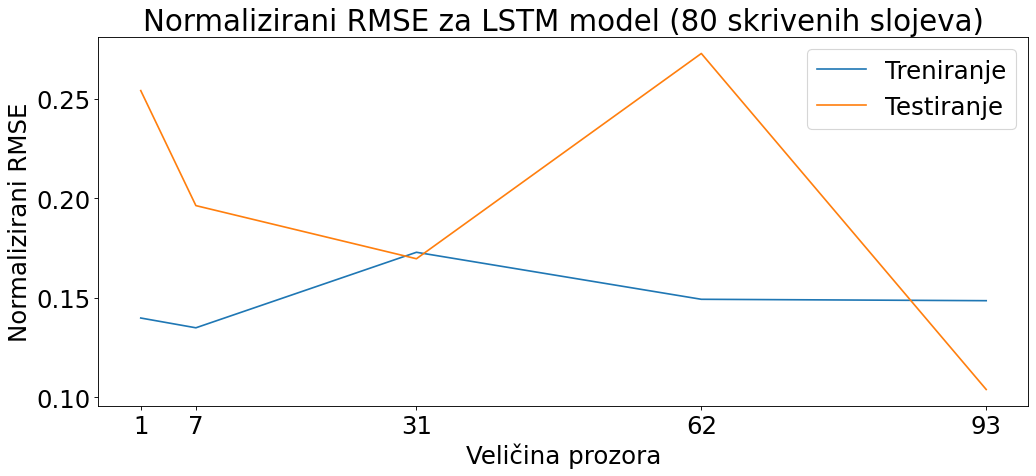 Normalizirani RMSE za LSTM model (80 skrivenih slojeva)
Treniranje
Testiranje
Normalizirani RMSE
0.25
0.20
0.15
0.10
1 7 31 62 93
Veličina prozora